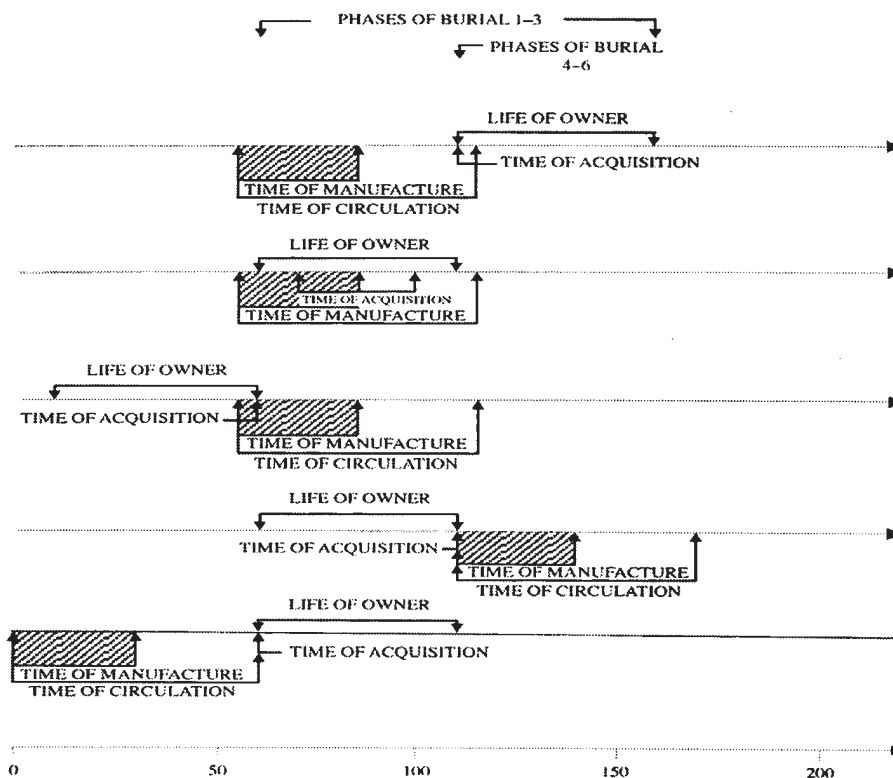 PHASES OF BURIAL 1–3
PHASES OF BURIAL
4–6
LIFE OF OWNER
TIME OF ACQUISITION
TIME OF MANUFACTURE
TIME OF CIRCULATION
LIFE OF OWNER
TIME OF ACQUISITION
TIME OF MANUFACTURE
LIFE OF OWNER
TIME OF ACQUISITION
TIME OF MANUFACTURE
TIME OF CIRCULATION
LIFE OF OWNER
TIME OF ACQUISITION
TIME OF MANUFACTURE
TIME OF CIRCULATION
LIFE OF OWNER
TIME OF ACQUISITION
TIME OF MANUFACTURE
TIME OF CIRCULATION
0 50 100 150 200